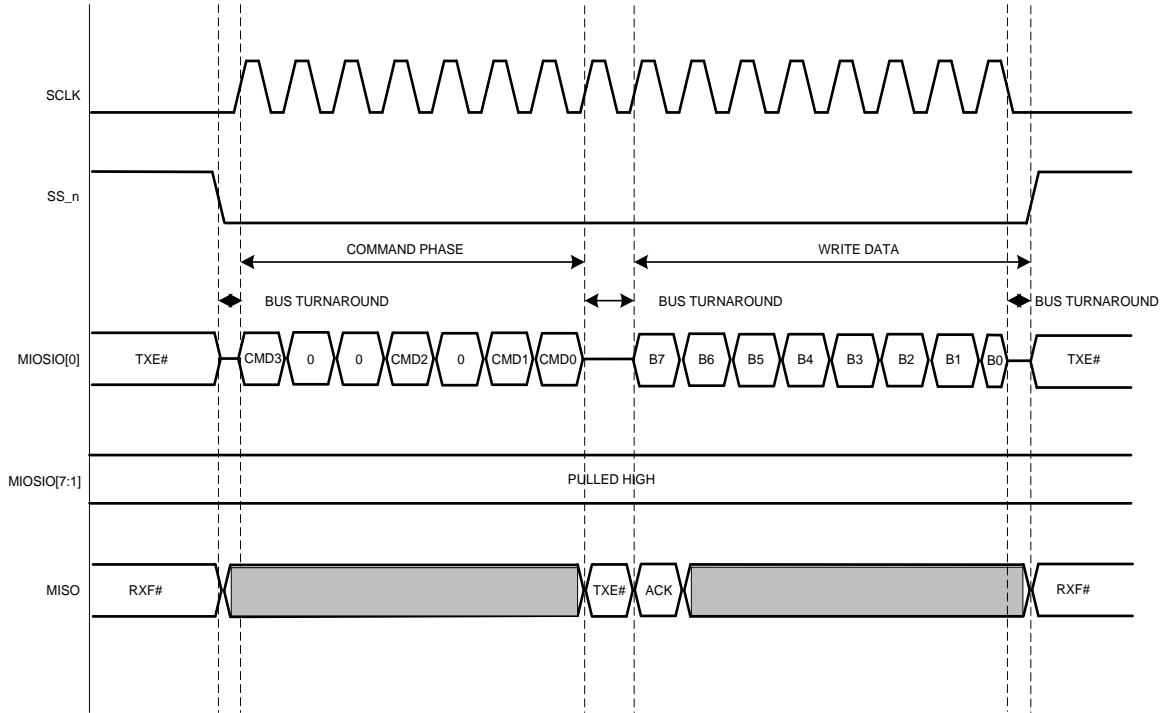 SCLK
SS_n
COMMAND PHASE WRITE DATA
BUS TURNAROUND BUS TURNAROUND BUS TURNAROUND
MIOSIO[0] TXE# CMD3 0 0 CMD2 0 CMD1 CMD0 B7 B6 B5 B4 B3 B2 B1 B0 TXE#
MIOSIO[7:1] PULLED HIGH
MISO RXF# TXE# ACK RXF#